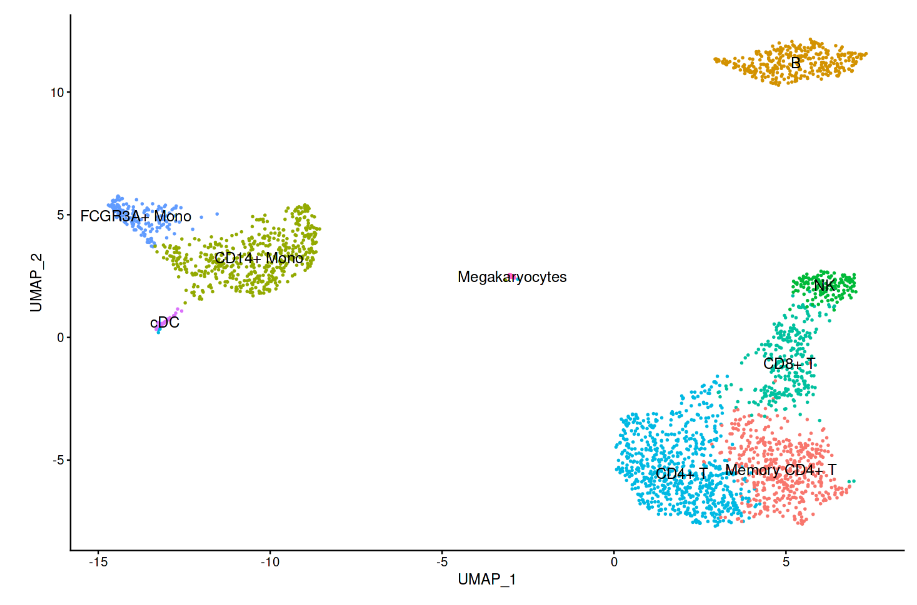 B
10
FCGR3A+ Mono
5
CD14+ Mono
UMAP_2
Megakaryocytes
NK
cDC
0
CD8+ T
Memory CD4+ T
CD4+ T
-5
-15
-10
-5
0
5
UMAP_1